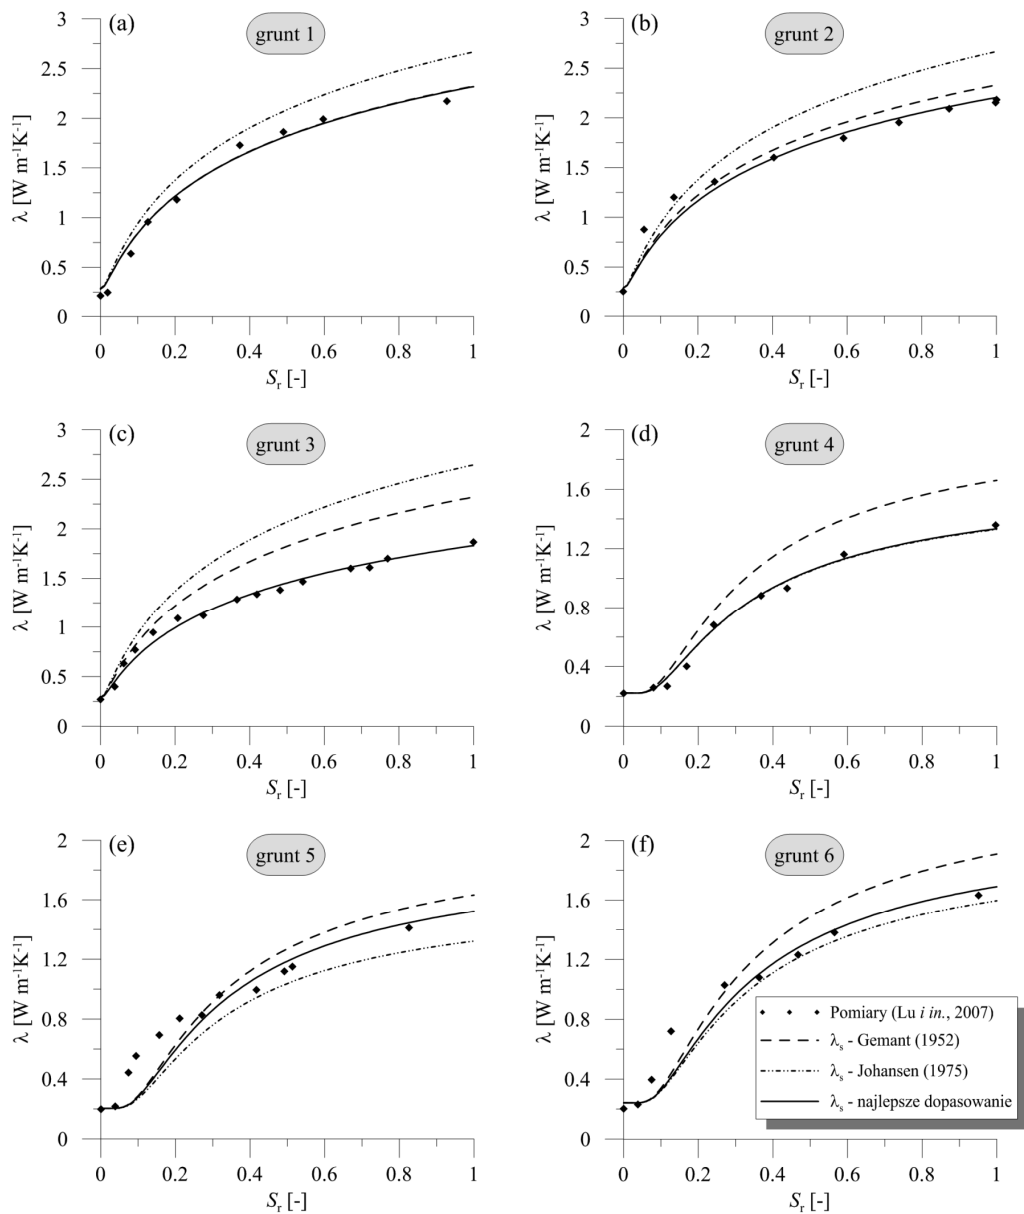 (a)
grunt 1
3
2.5
2
1.5
1
0.5
0
λ [W m⁻¹K⁻¹]
0 0.2 0.4 0.6 0.8 1
Sᵣ [-]
(b)
grunt 2
3
2.5
2
1.5
1
0.5
0
λ [W m⁻¹K⁻¹]
0 0.2 0.4 0.6 0.8 1
Sᵣ [-]
(c)
grunt 3
3
2.5
2
1.5
1
0.5
0
λ [W m⁻¹K⁻¹]
0 0.2 0.4 0.6 0.8 1
Sᵣ [-]
(d)
grunt 4
2
1.6
1.2
0.8
0.4
0
λ [W m⁻¹K⁻¹]
0 0.2 0.4 0.6 0.8 1
Sᵣ [-]
(e)
grunt 5
2
1.6
1.2
0.8
0.4
0
λ [W m⁻¹K⁻¹]
0 0.2 0.4 0.6 0.8 1
Sᵣ [-]
(f)
grunt 6
2
1.6
1.2
0.8
0.4
0
λ [W m⁻¹K⁻¹]
0 0.2 0.4 0.6 0.8 1
Sᵣ [-]
Pomiary (Lu i in., 2007)
λₛ - Gemant (1952)
λₛ - Johansen (1975)
λₛ - najlepsze dopasowanie